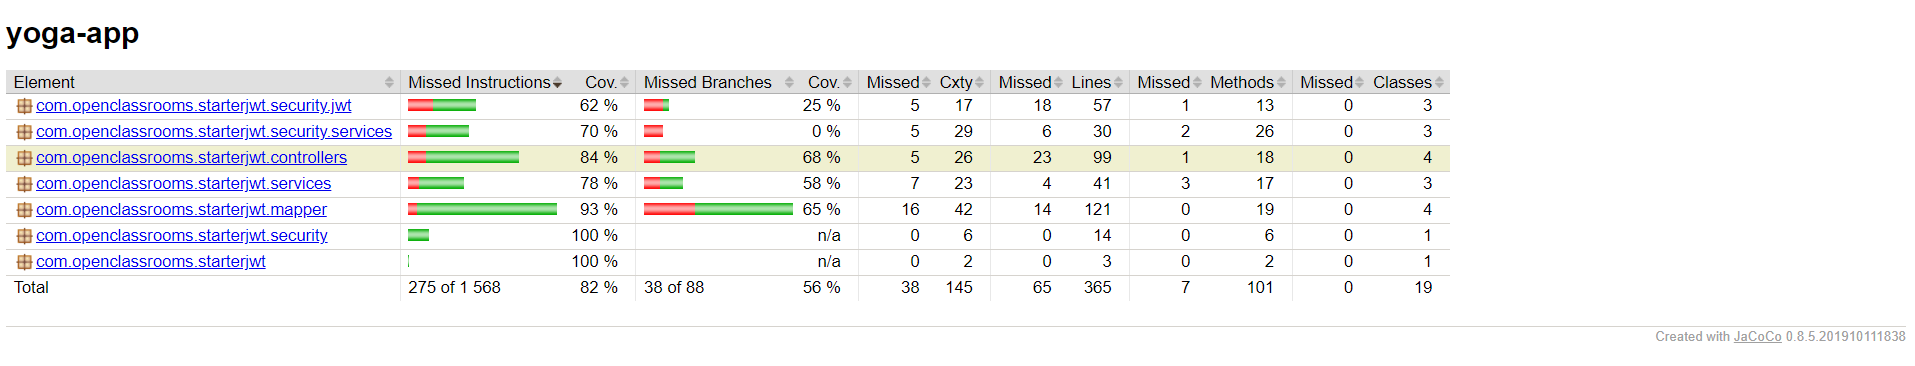 yoga-app
Element Missed Instructions Cov. Missed Branches Cov. Missed Cxty Missed Lines Missed Methods Missed Classes
com.openclassrooms.starterjwt.security.jwt 62 % 25 % 5 17 18 57 1 13 0 3
com.openclassrooms.starterjwt.security.services 70 % 0 % 5 29 6 30 2 26 0 3
com.openclassrooms.starterjwt.controllers 84 % 68 % 5 26 23 99 1 18 0 4
com.openclassrooms.starterjwt.services 78 % 58 % 7 23 4 41 3 17 0 3
com.openclassrooms.starterjwt.mapper 93 % 65 % 16 42 14 121 0 19 0 4
com.openclassrooms.starterjwt.security 100 % n/a 0 6 0 14 0 6 0 1
com.openclassrooms.starterjwt 100 % n/a 0 2 0 3 0 2 0 1
Total 275 of 1 568 82 % 38 of 88 56 % 38 145 65 365 7 101 0 19
Created with JaCoCo 0.8.5.201910111838